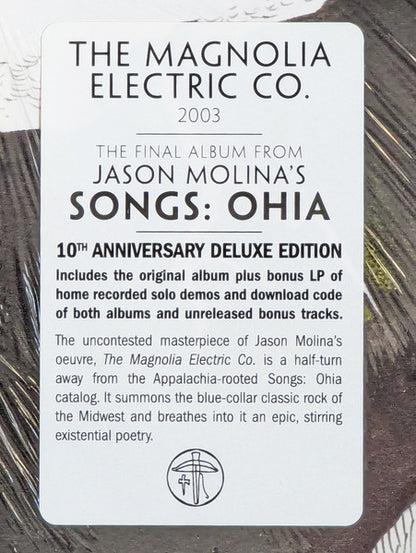 THE MAGNOLIA
ELECTRIC CO.
2003
THE FINAL ALBUM FROM
JASON MOLINA'S
SONGS: OHIA
10TH ANNIVERSARY DELUXE EDITION
Includes the original album plus bonus LP of
home recorded solo demos and download code
of both albums and unreleased bonus tracks.
The uncontested masterpiece of Jason Molina's
oeuvre, The Magnolia Electric Co. is a half-turn
away from the Appalachia-rooted Songs: Ohia
catalog. It summons the blue-collar classic rock of
the Midwest and breathes into it an epic, stirring
existential poetry.